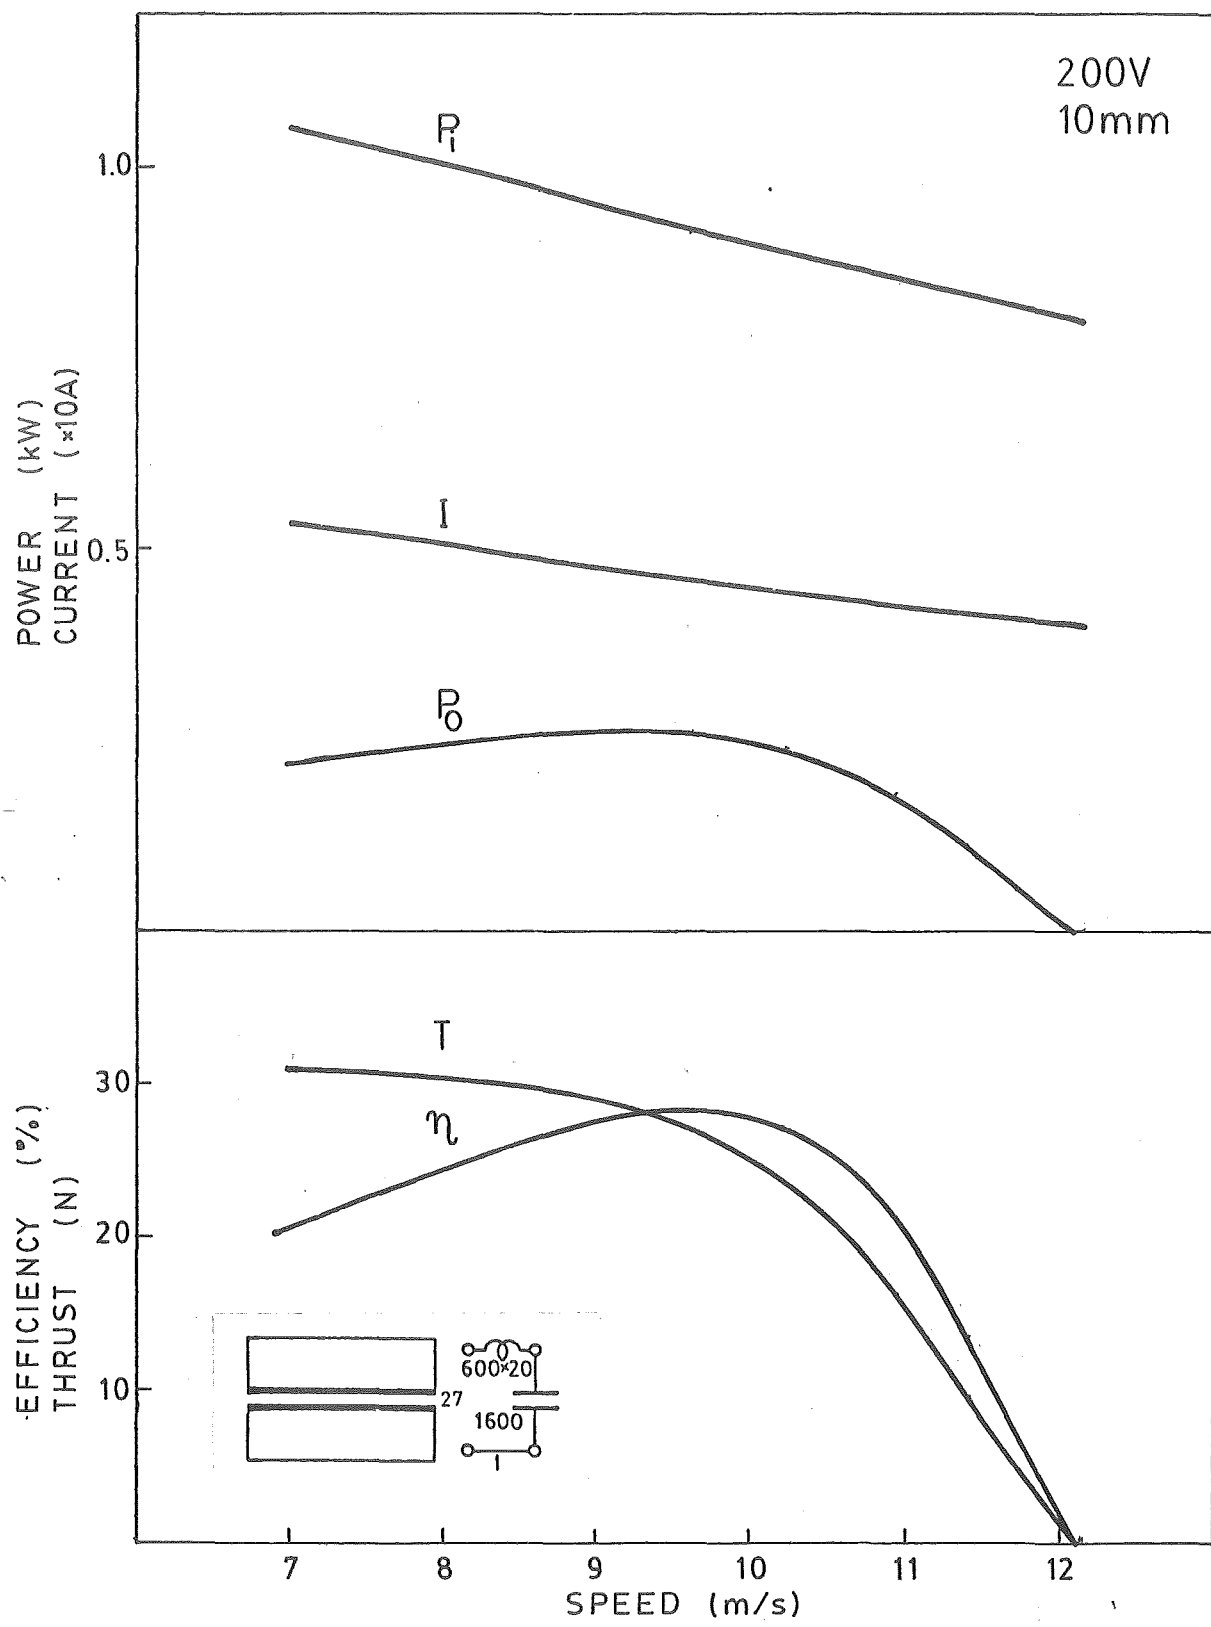 200V
10mm
Pi
1.0
I
0.5
POWER (kW)
CURRENT (×10A)
P0
T
30
η
20
10
EFFICIENCY (%)
THRUST (N)
600×20
27
1600
1
7 8 9 10 11 12
SPEED (m/s)